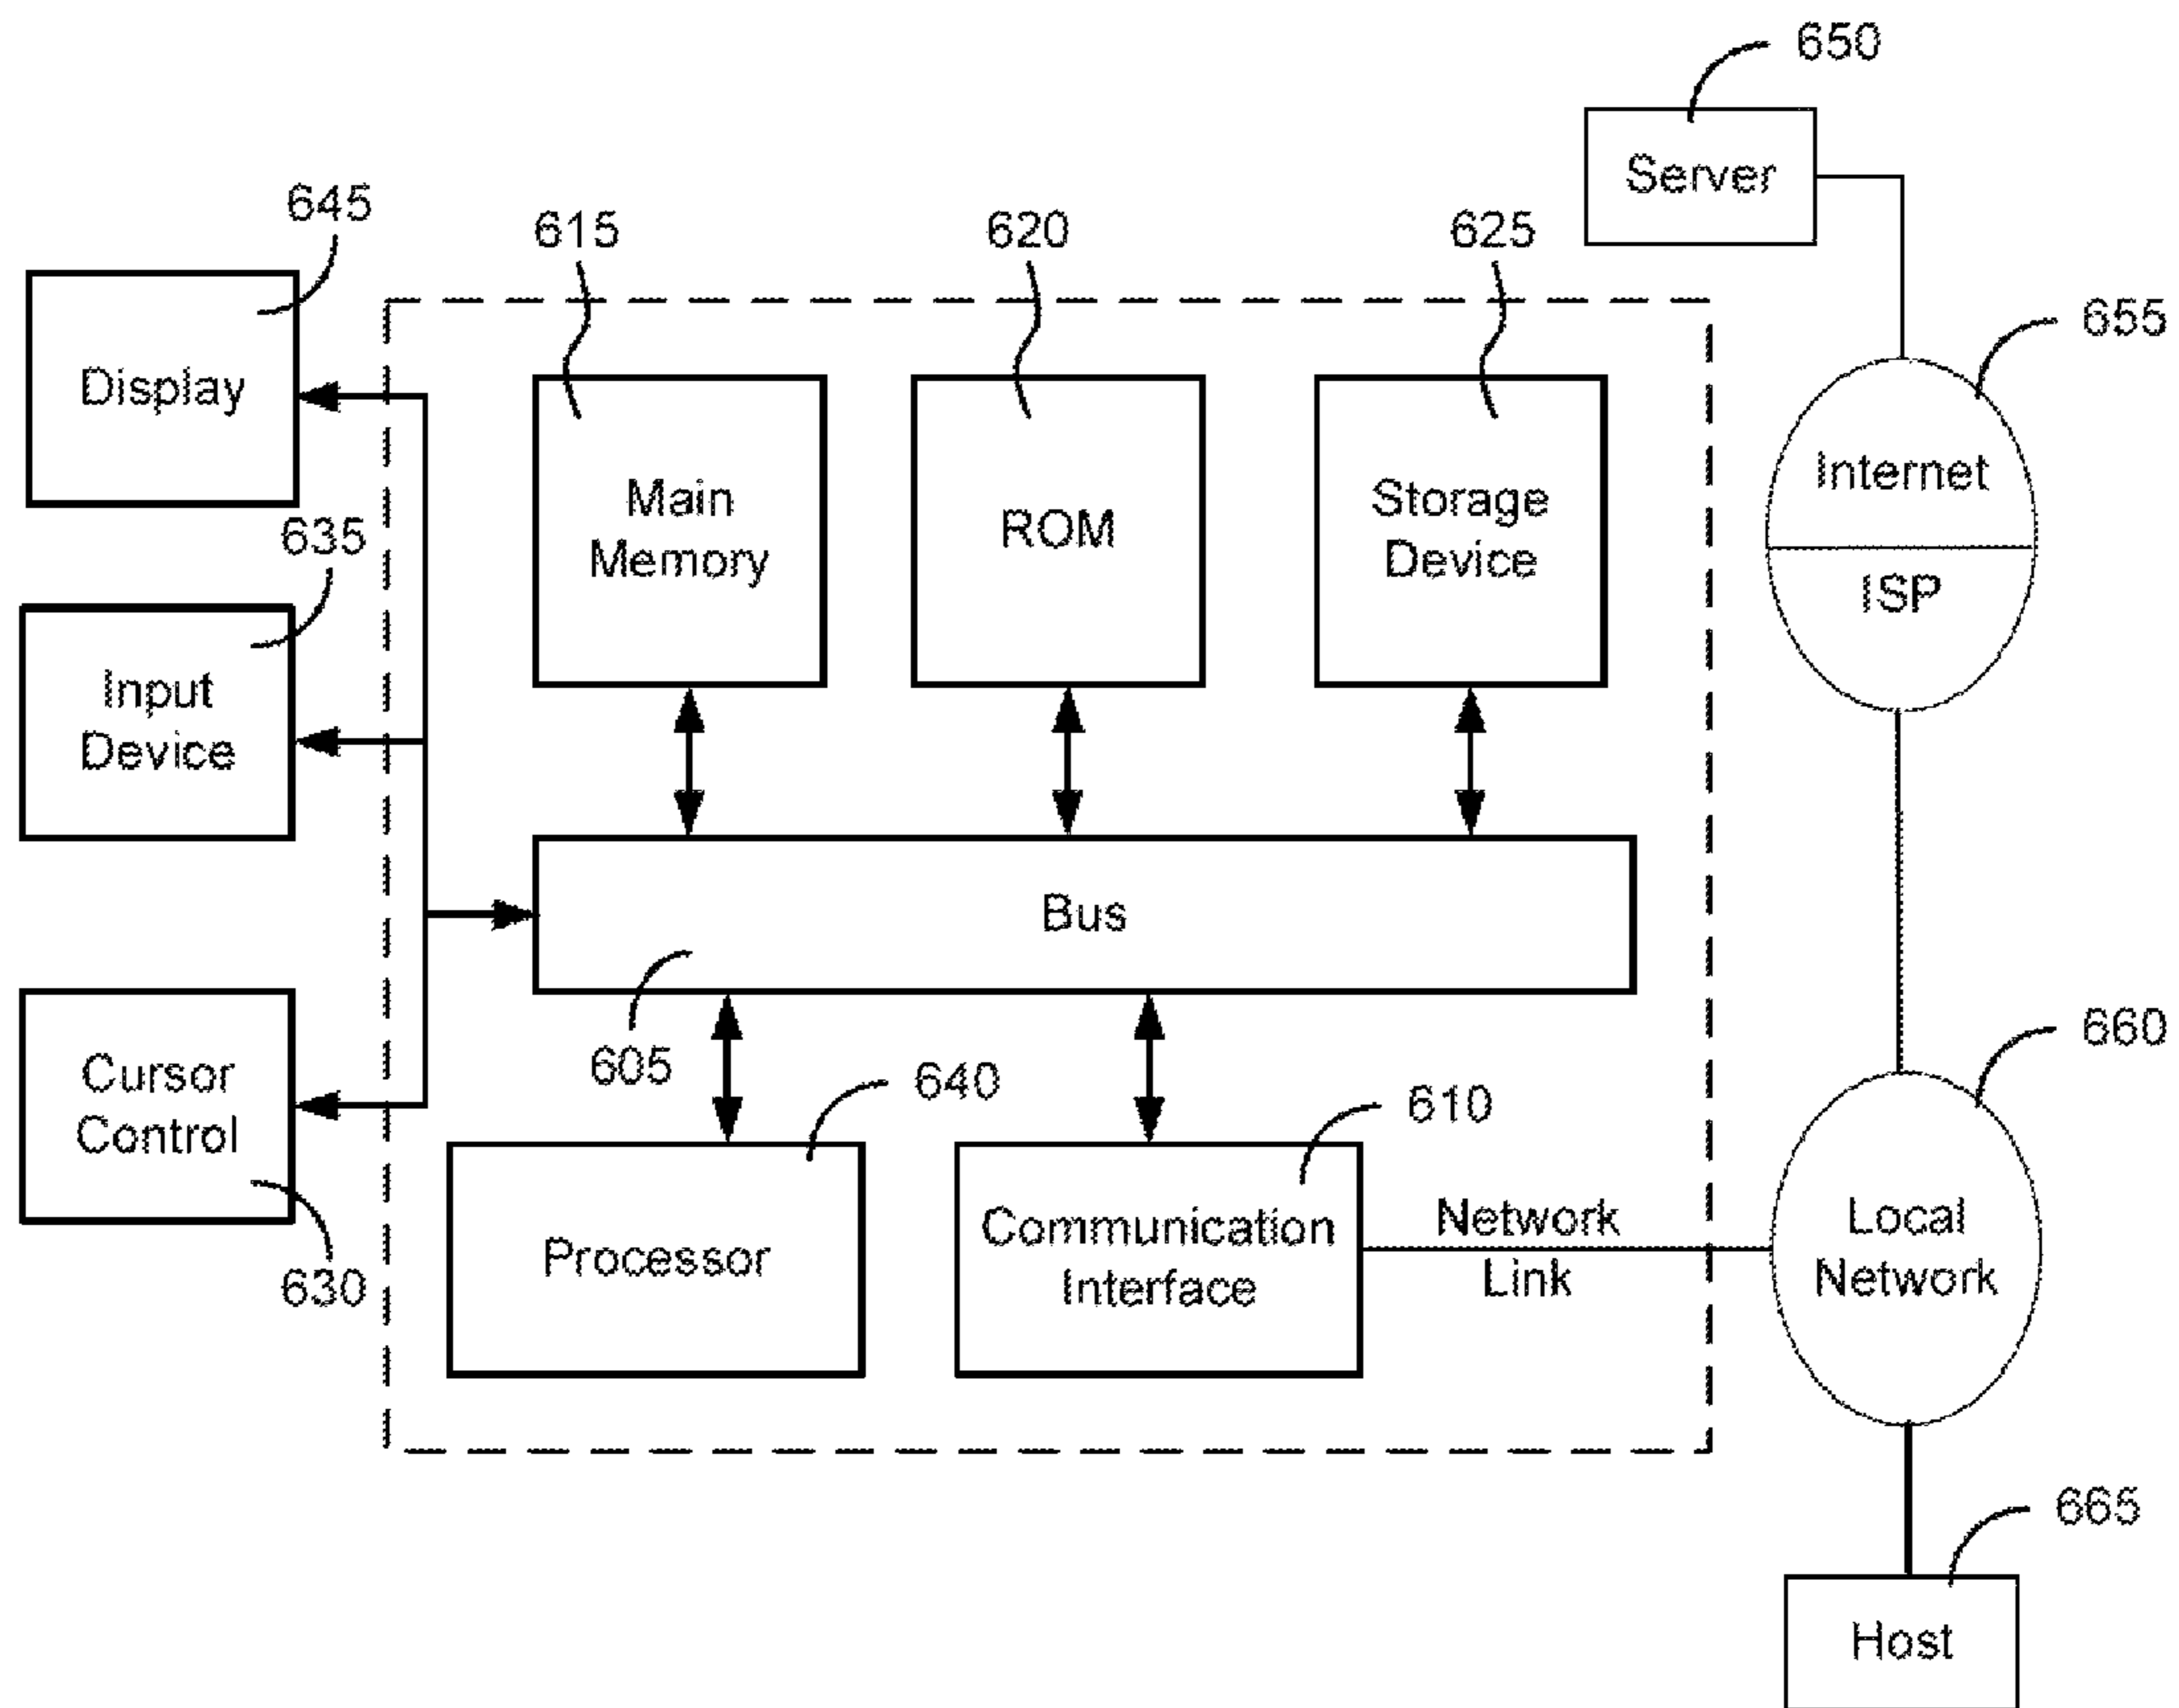 650
Server
645
615
620
625
655
Display
Main
Memory
ROM
Storage
Device
Internet
ISP
635
Input
Device
Bus
605
660
Cursor
Control
630
640
610
Processor
Communication
Interface
Network
Link
Local
Network
665
Host